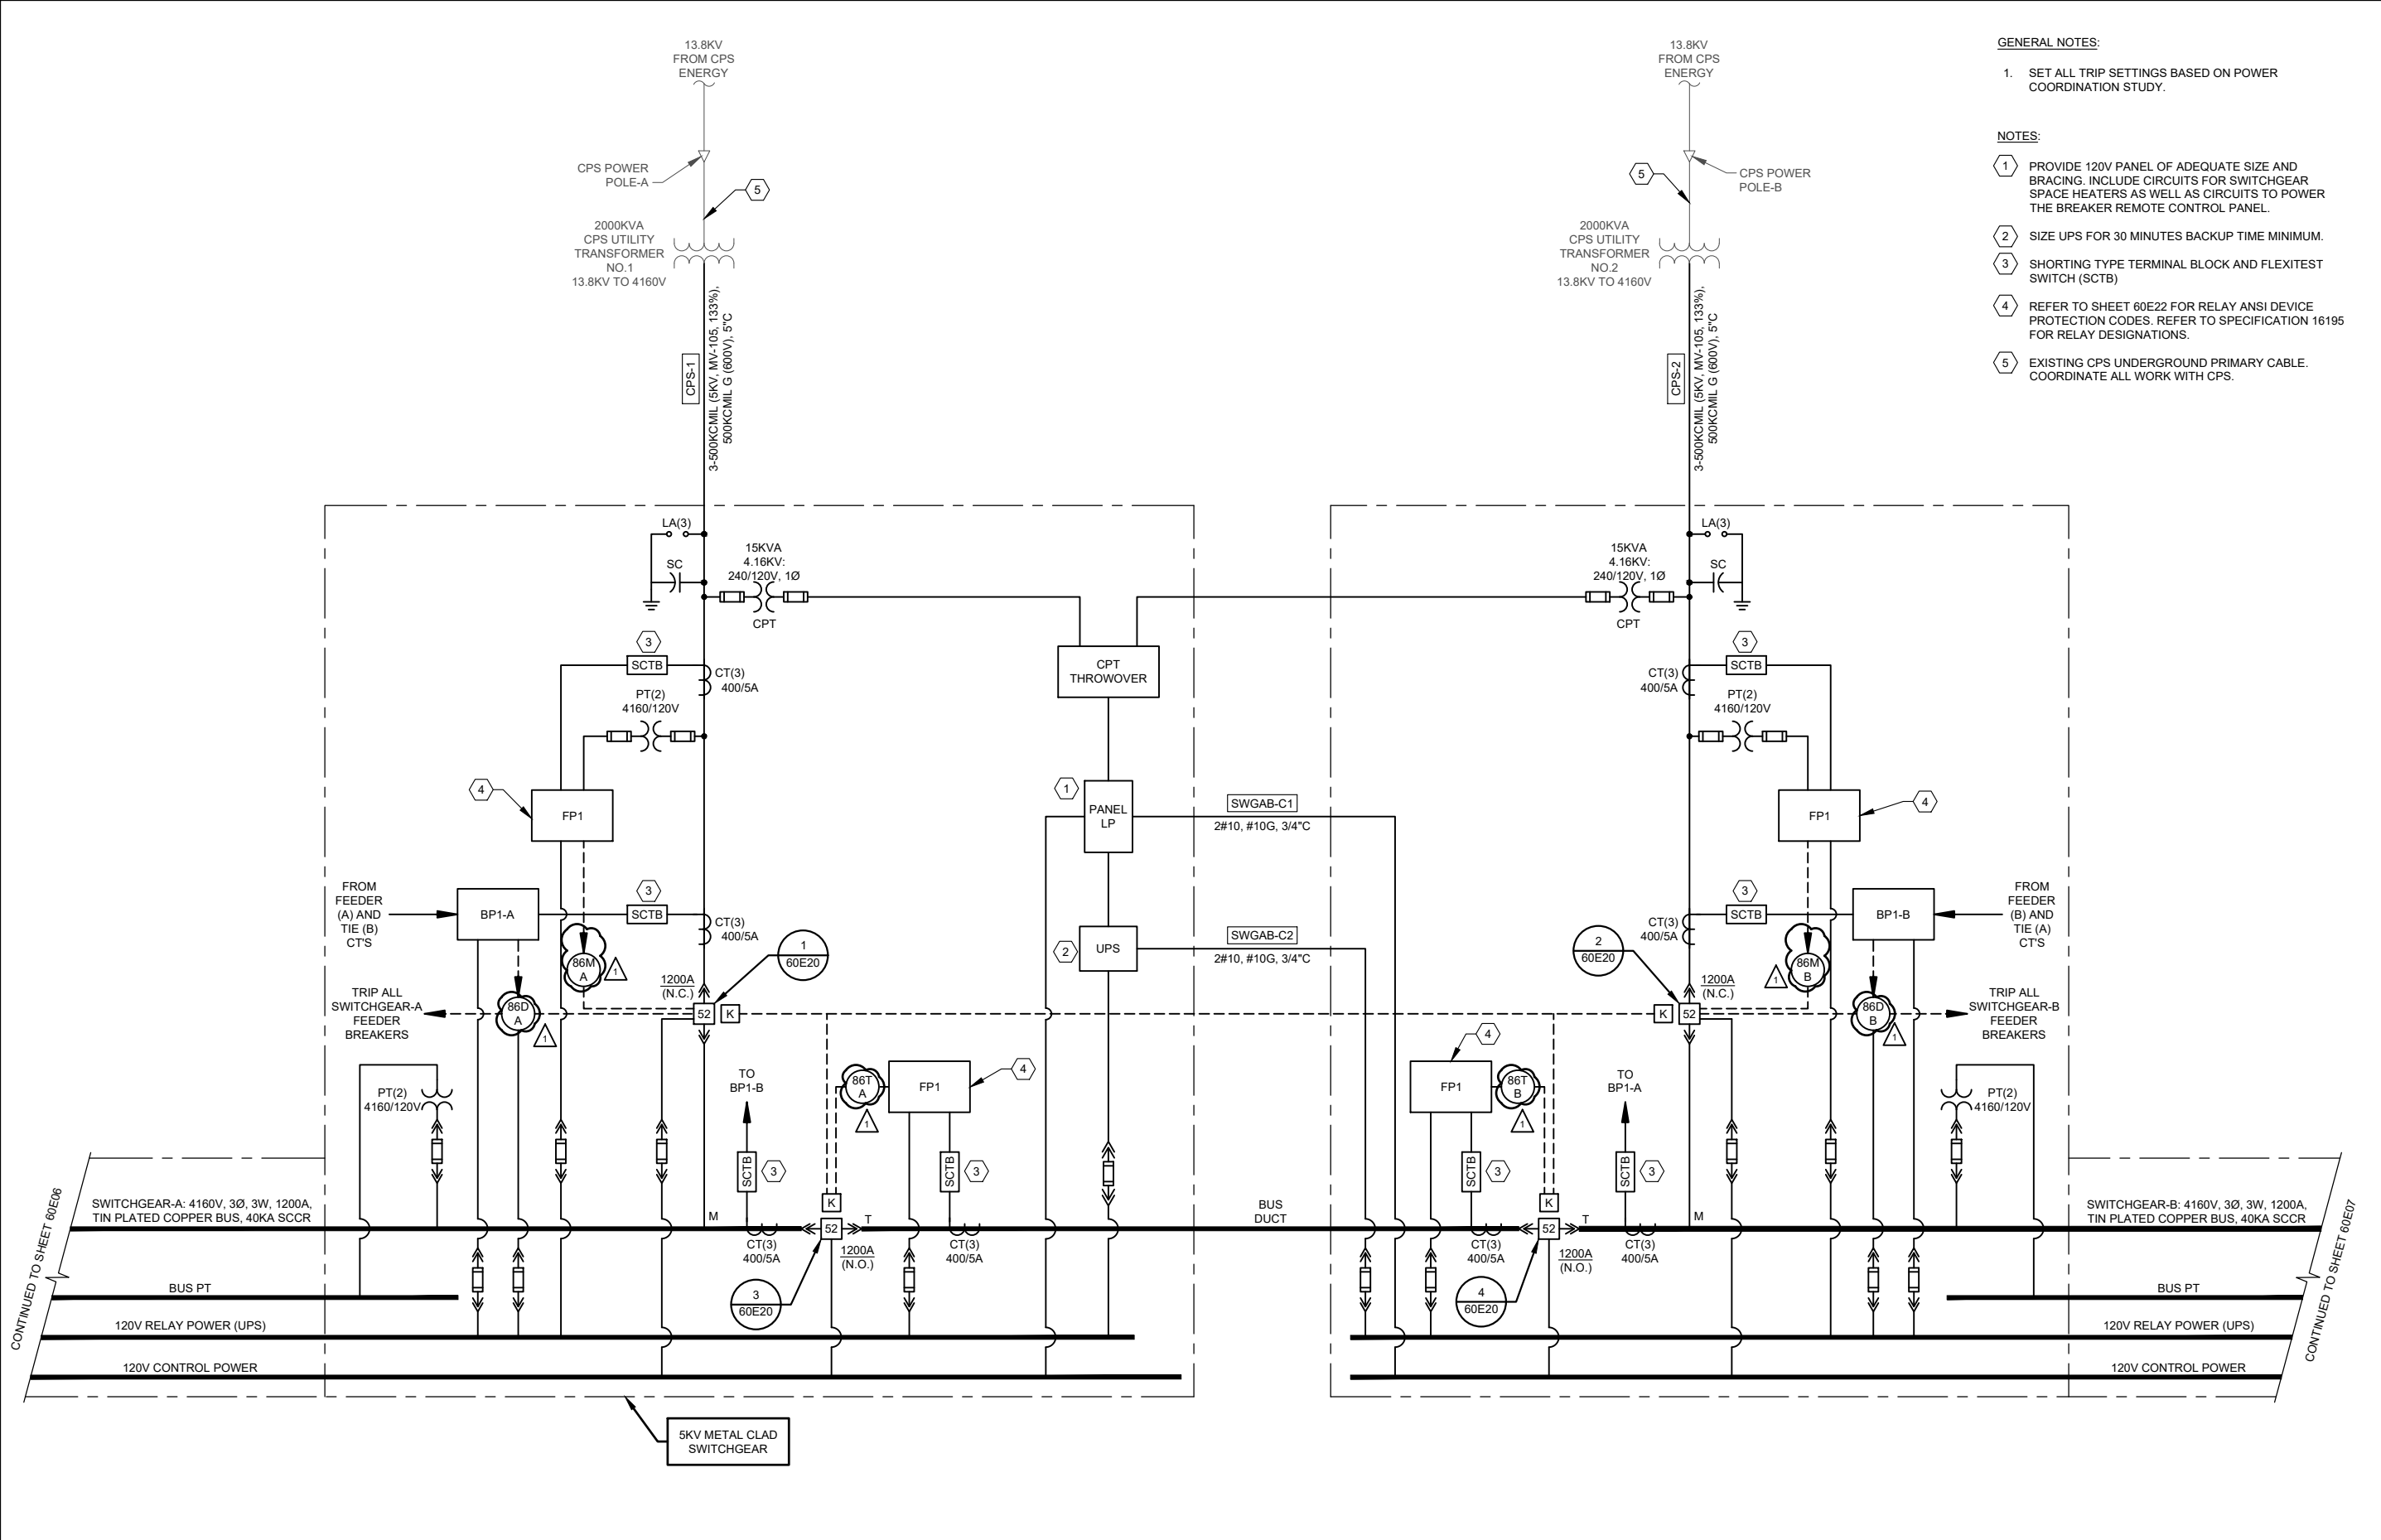 13.8KV
FROM CPS
ENERGY
13.8KV
FROM CPS
ENERGY
GENERAL NOTES:
1. SET ALL TRIP SETTINGS BASED ON POWER
COORDINATION STUDY.
NOTES:
1 PROVIDE 120V PANEL OF ADEQUATE SIZE AND
BRACING. INCLUDE CIRCUITS FOR SWITCHGEAR
SPACE HEATERS AS WELL AS CIRCUITS TO POWER
THE BREAKER REMOTE CONTROL PANEL.
2 SIZE UPS FOR 30 MINUTES BACKUP TIME MINIMUM.
3 SHORTING TYPE TERMINAL BLOCK AND FLEXITEST
SWITCH (SCTB)
4 REFER TO SHEET 60E22 FOR RELAY ANSI DEVICE
PROTECTION CODES. REFER TO SPECIFICATION 16195
FOR RELAY DESIGNATIONS.
5 EXISTING CPS UNDERGROUND PRIMARY CABLE.
COORDINATE ALL WORK WITH CPS.
CPS POWER
POLE-A
5
2000KVA
CPS UTILITY
TRANSFORMER
NO.1
13.8KV TO 4160V
CPS-1
3-500KCMIL (5KV, MV-105, 133%),
500KCMIL G (600V), 5"C
5
CPS POWER
POLE-B
2000KVA
CPS UTILITY
TRANSFORMER
NO.2
13.8KV TO 4160V
CPS-2
3-500KCMIL (5KV, MV-105, 133%),
500KCMIL G (600V), 5"C
LA(3)
SC
15KVA
4.16KV:
240/120V, 1Ø
CPT
3
SCTB
CT(3)
400/5A
PT(2)
4160/120V
4
FP1
FROM
FEEDER
(A) AND
TIE (B)
CT'S
BP1-A
3
SCTB
CT(3)
400/5A
86M
A
1
1
60E20
1200A
(N.C.)
52
K
TRIP ALL
SWITCHGEAR-A
FEEDER
BREAKERS
86D
A
1
PT(2)
4160/120V
TO
BP1-B
86T
A
1
FP1
4
SCTB
3
SCTB
3
K
CPT
THROWOVER
1
PANEL
LP
SWGAB-C1
2#10, #10G, 3/4"C
2
UPS
SWGAB-C2
2#10, #10G, 3/4"C
15KVA
4.16KV:
240/120V, 1Ø
CPT
LA(3)
SC
3
SCTB
CT(3)
400/5A
PT(2)
4160/120V
FP1
4
3
SCTB
CT(3)
400/5A
BP1-B
FROM
FEEDER
(B) AND
TIE (A)
CT'S
2
60E20
1200A
(N.C.)
K
52
86M
B
1
86D
B
1
TRIP ALL
SWITCHGEAR-B
FEEDER
BREAKERS
4
FP1
86T
B
1
TO
BP1-A
PT(2)
4160/120V
SCTB
3
K
SCTB
3
CONTINUED TO SHEET 60E06
SWITCHGEAR-A: 4160V, 3Ø, 3W, 1200A,
TIN PLATED COPPER BUS, 40KA SCCR
M
CT(3)
400/5A
52
T
1200A
(N.O.)
CT(3)
400/5A
3
60E20
BUS
DUCT
CT(3)
400/5A
52
T
1200A
(N.O.)
CT(3)
400/5A
4
60E20
M
SWITCHGEAR-B: 4160V, 3Ø, 3W, 1200A,
TIN PLATED COPPER BUS, 40KA SCCR
CONTINUED TO SHEET 60E07
BUS PT
BUS PT
120V RELAY POWER (UPS)
120V RELAY POWER (UPS)
120V CONTROL POWER
120V CONTROL POWER
5KV METAL CLAD
SWITCHGEAR